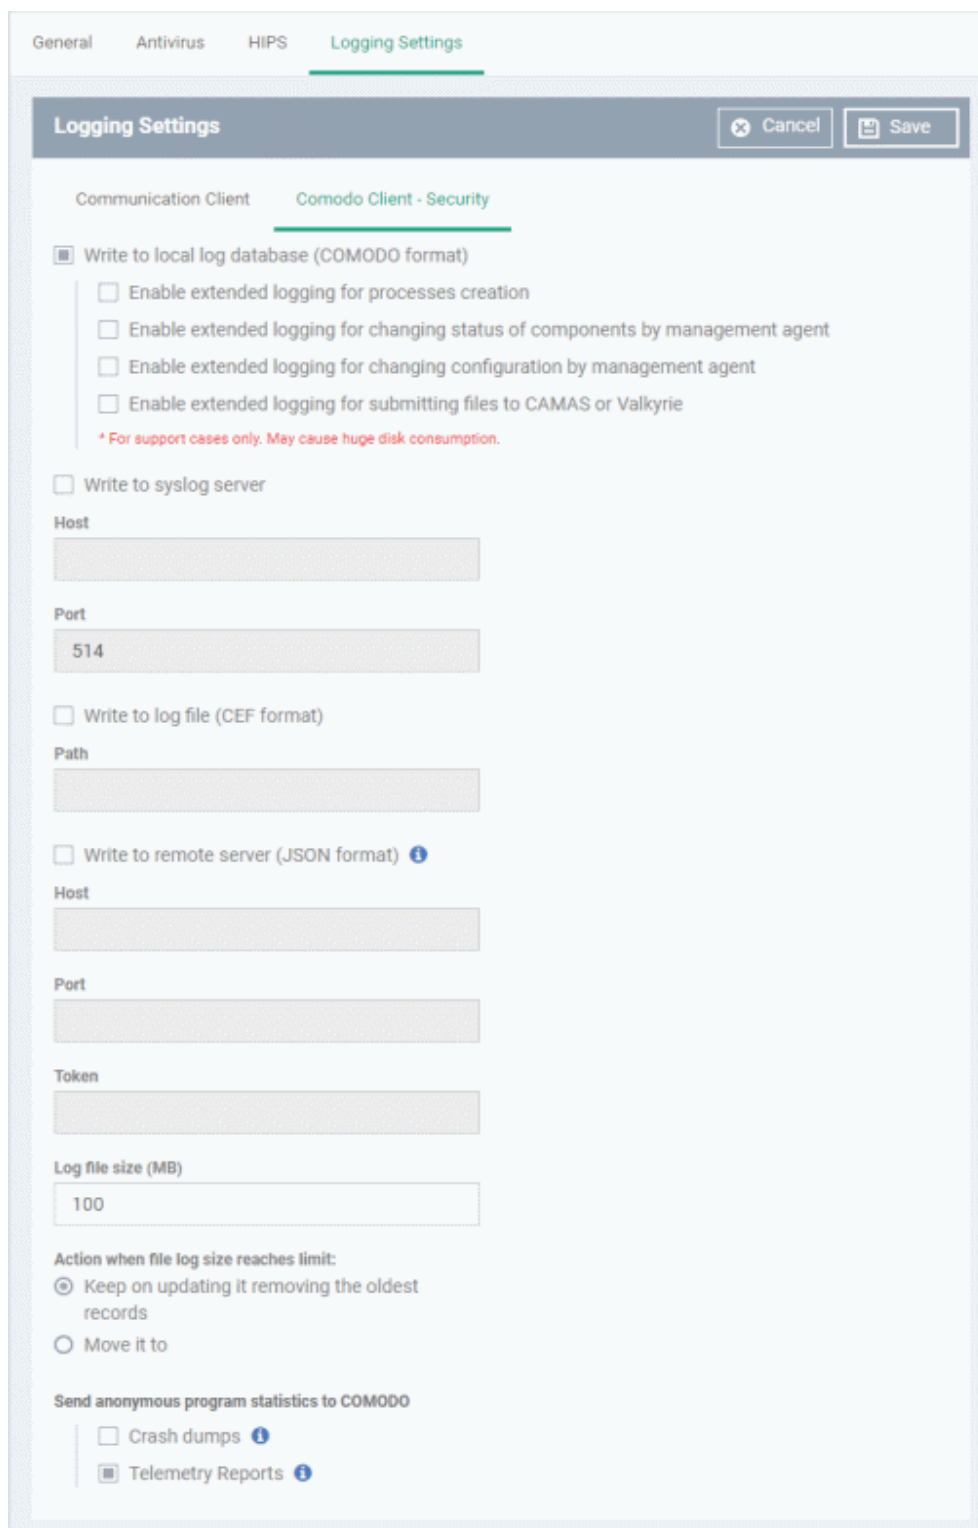 General Antivirus HIPS Logging Settings
Logging Settings Cancel Save
Communication Client Comodo Client - Security
Write to local log database (COMODO format)
Enable extended logging for processes creation
Enable extended logging for changing status of components by management agent
Enable extended logging for changing configuration by management agent
Enable extended logging for submitting files to CAMAS or Valkyrie
* For support cases only. May cause huge disk consumption.
Write to syslog server
Host
Port
514
Write to log file (CEF format)
Path
Write to remote server (JSON format)
Host
Port
Token
Log file size (MB)
100
Action when file log size reaches limit:
Keep on updating it removing the oldest
records
Move it to
Send anonymous program statistics to COMODO
Crash dumps
Telemetry Reports